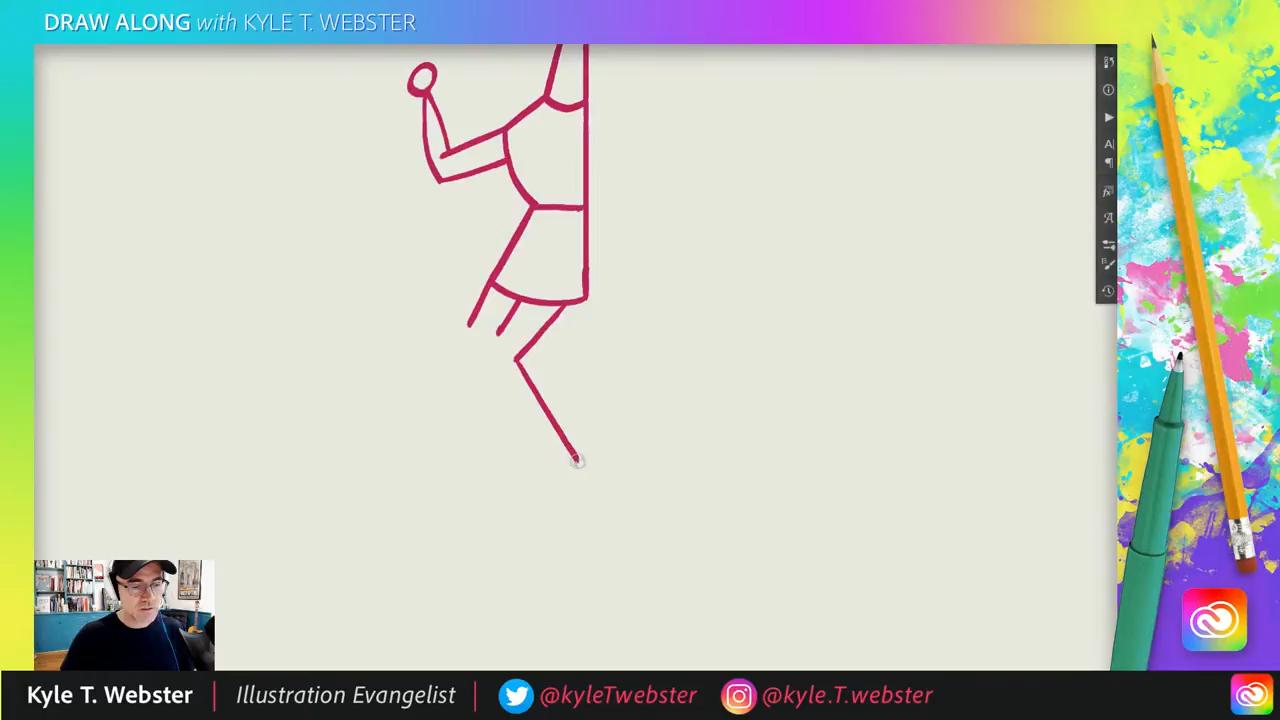 DRAW ALONG with KYLE T. WEBSTER
Kyle T. Webster | Illustration Evangelist | @kyleTwebster @kyle.T.webster